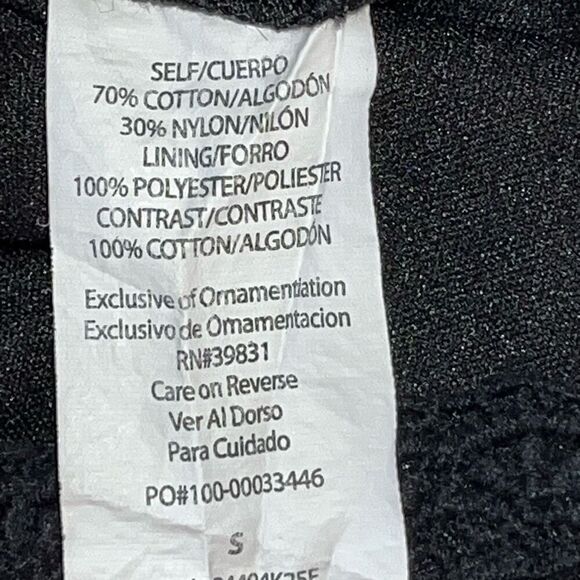 SELF/CUERPO
70% COTTON/ALGODÓN
30% NYLON/NILÓN
LINING/FORRO
100% POLYESTER/POLIESTER
CONTRAST/CONTRASTE
100% COTTON/ALGODÓN
Exclusive of Ornamentiation
Exclusivo de Ornamentacion
RN#39831
Care on Reverse
Ver Al Dorso
Para Cuidado
PO#100-00033446
S